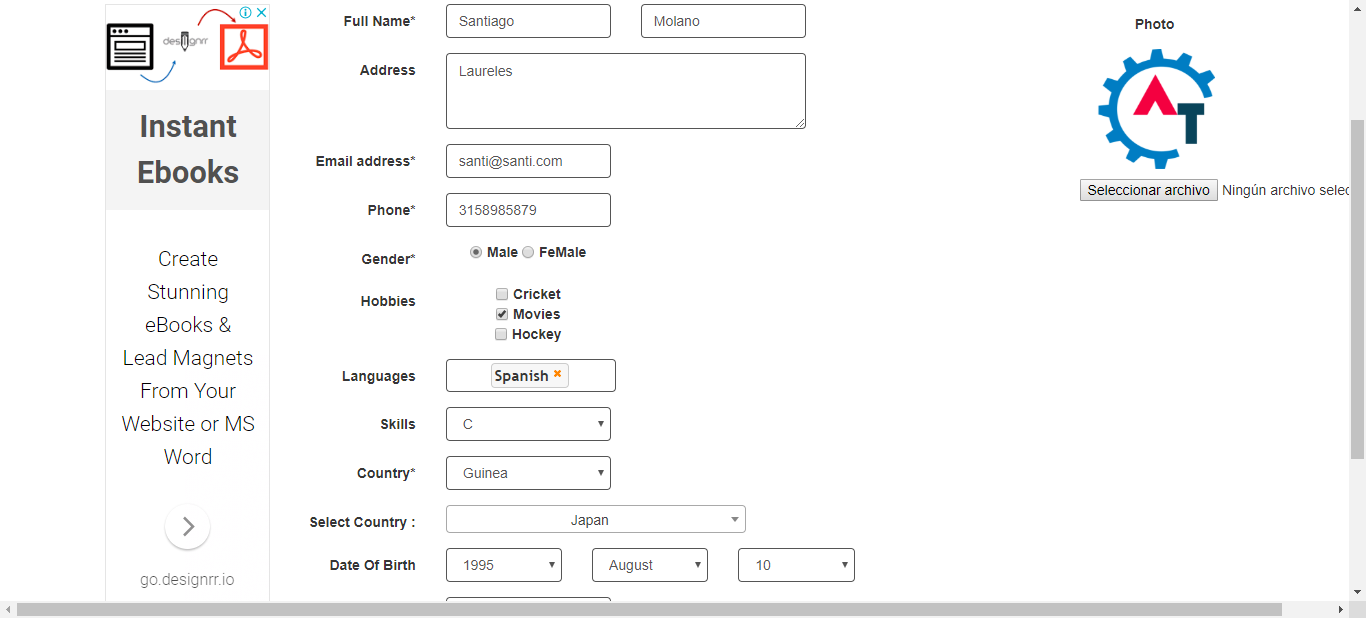 designrr
Instant
Ebooks
Create
Stunning
eBooks &
Lead Magnets
From Your
Website or MS
Word
go.designrr.io
Full Name* Santiago Molano
Address Laureles
Email address* santi@santi.com
Phone* 3158985879
Gender* Male FeMale
Hobbies Cricket
Movies
Hockey
Languages Spanish
Skills C
Country* Guinea
Select Country : Japan
Date Of Birth 1995 August 10
Photo
AT
Seleccionar archivo Ningún archivo selec